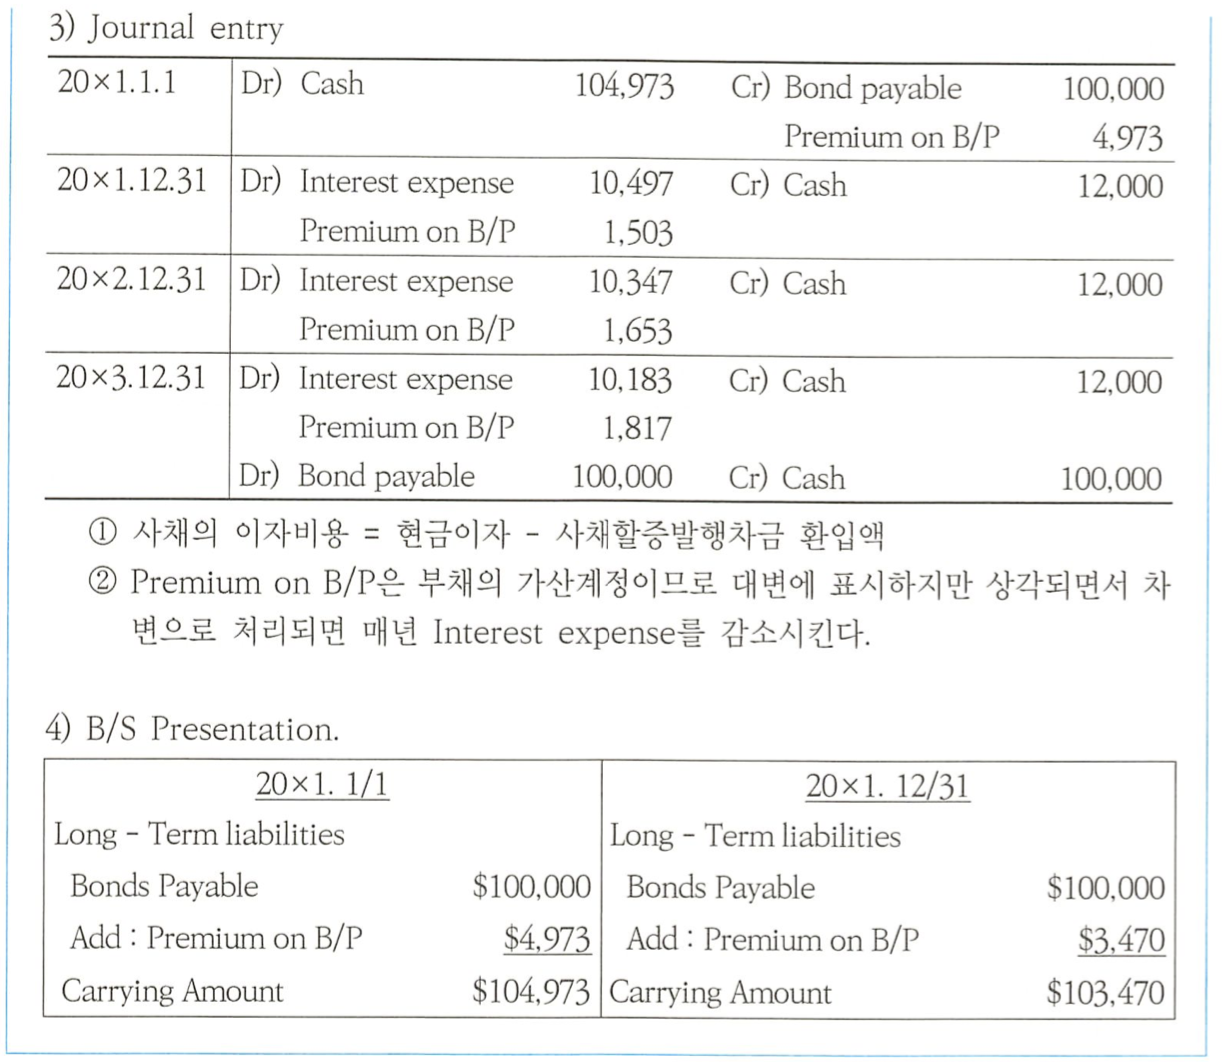 3) Journal entry
20×1.1.1 Dr) Cash 104,973 Cr) Bond payable 100,000
Premium on B/P 4,973
20×1.12.31 Dr) Interest expense 10,497 Cr) Cash 12,000
Premium on B/P 1,503
20×2.12.31 Dr) Interest expense 10,347 Cr) Cash 12,000
Premium on B/P 1,653
20×3.12.31 Dr) Interest expense 10,183 Cr) Cash 12,000
Premium on B/P 1,817
Dr) Bond payable 100,000 Cr) Cash 100,000
① 사채의 이자비용 = 현금이자 - 사채할증발행차금 환입액
② Premium on B/P은 부채의 가산계정이므로 대변에 표시하지만 상각되면서 차
변으로 처리되면 매년 Interest expense를 감소시킨다.
4) B/S Presentation.
20×1. 1/1 20×1. 12/31
Long - Term liabilities Long - Term liabilities
Bonds Payable $100,000 Bonds Payable $100,000
Add : Premium on B/P $4,973 Add : Premium on B/P $3,470
Carrying Amount $104,973 Carrying Amount $103,470